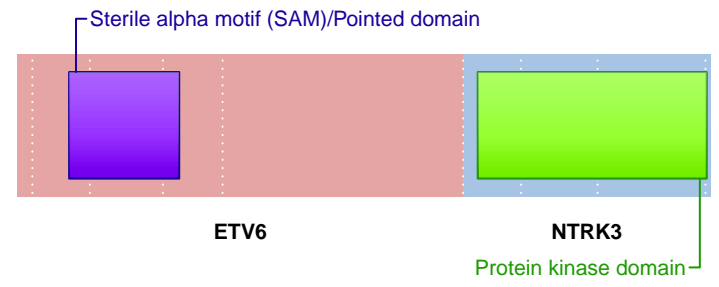 Sterile alpha motif (SAM)/Pointed domain
ETV6
NTRK3
Protein kinase domain